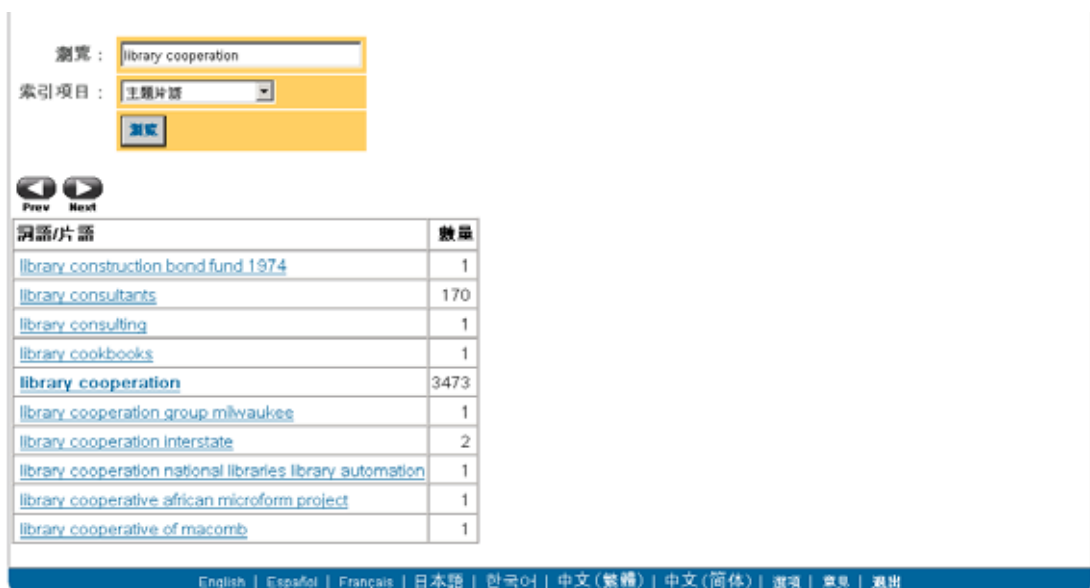 瀏覽：library cooperation
索引項目：主題片語
瀏覽
Prev Next
詞語/片語 數量
library construction bond fund 1974 1
library consultants 170
library consulting 1
library cookbooks 1
library cooperation 3473
library cooperation group milwaukee 1
library cooperation interstate 2
library cooperation national libraries library automation 1
library cooperative african microform project 1
library cooperative of macomb 1
English | Español | Français | 日本語 | 한국어 | 中文(繁體) | 中文(简体) | 選項 | 意見 | 退出